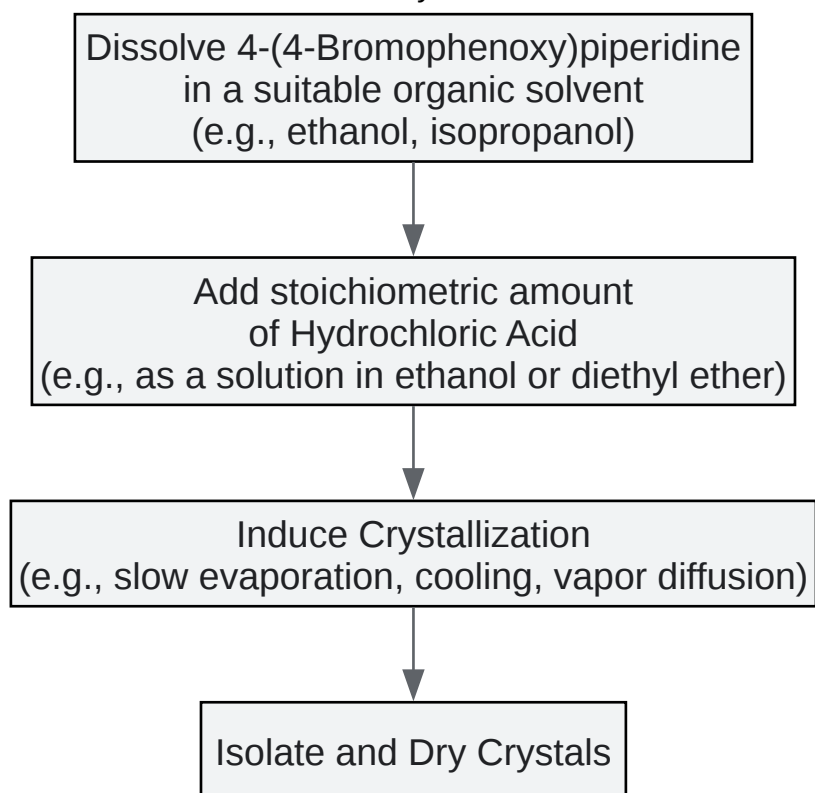 Dissolve 4-(4-Bromophenoxy)piperidine
in a suitable organic solvent
(e.g., ethanol, isopropanol)
Add stoichiometric amount
of Hydrochloric Acid
(e.g., as a solution in ethanol or diethyl ether)
Induce Crystallization
(e.g., slow evaporation, cooling, vapor diffusion)
Isolate and Dry Crystals